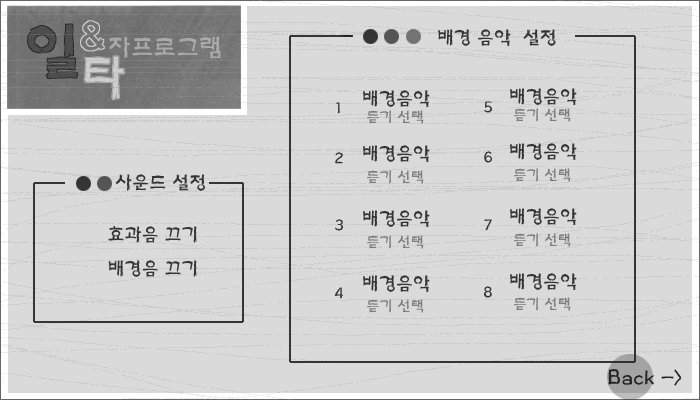 일&타
자프로그램
사운드 설정
효과음 끄기
배경음 끄기
배경 음악 설정
1 배경음악
듣기 선택
2 배경음악
듣기 선택
3 배경음악
듣기 선택
4 배경음악
듣기 선택
5 배경음악
듣기 선택
6 배경음악
듣기 선택
7 배경음악
듣기 선택
8 배경음악
듣기 선택
Back ->